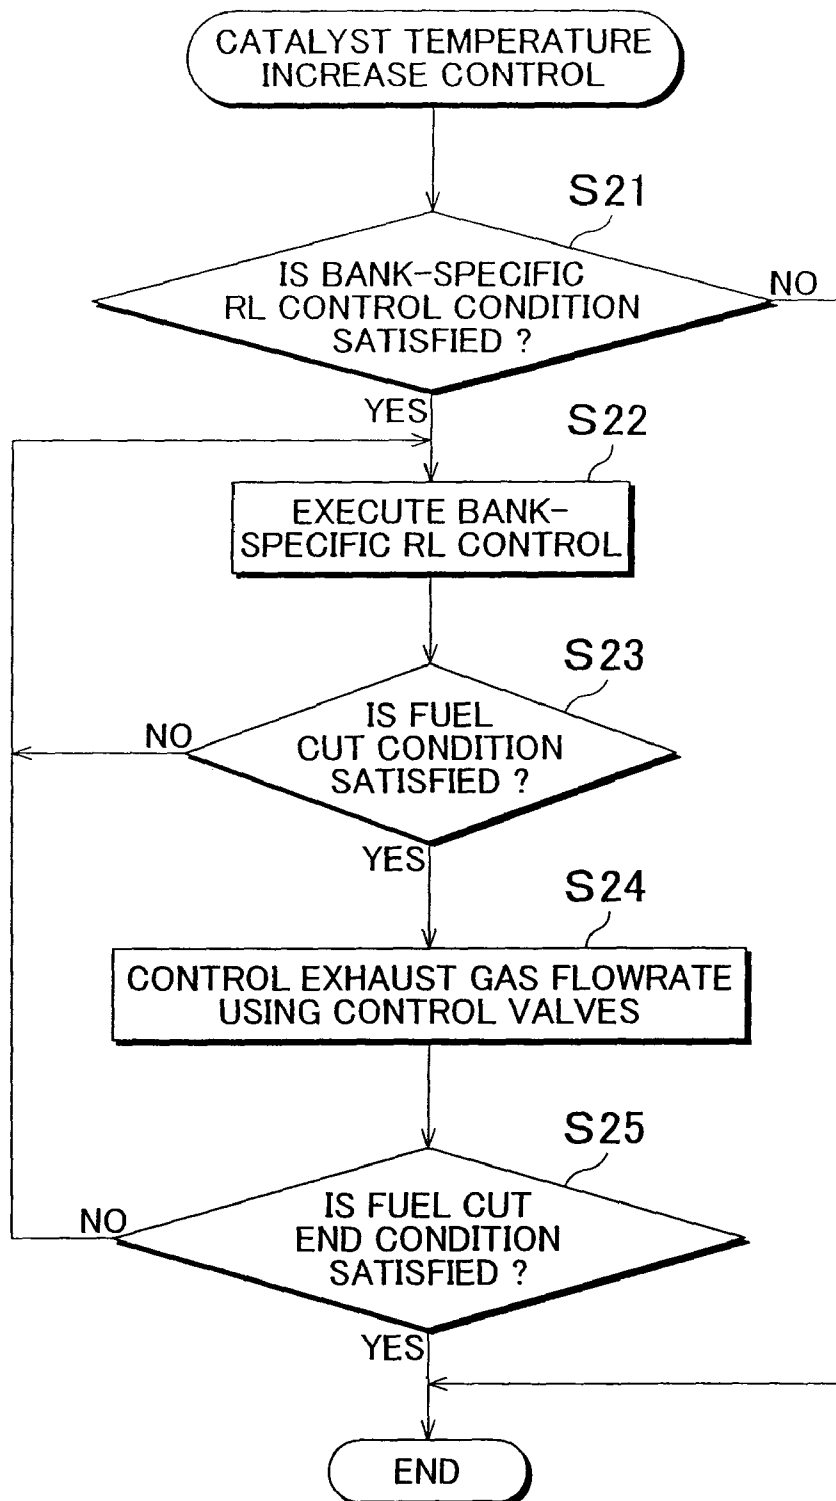 CATALYST TEMPERATURE
INCREASE CONTROL
S21
IS BANK-SPECIFIC
RL CONTROL CONDITION
SATISFIED ?
NO
YES
S22
EXECUTE BANK-
SPECIFIC RL CONTROL
S23
IS FUEL
CUT CONDITION
SATISFIED ?
NO
YES
S24
CONTROL EXHAUST GAS FLOWRATE
USING CONTROL VALVES
S25
IS FUEL CUT
END CONDITION
SATISFIED ?
NO
YES
END